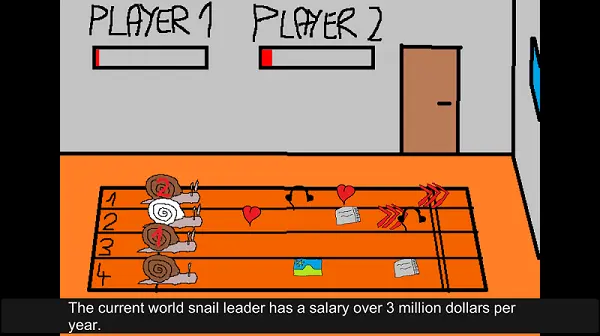 PLAYER 1
PLAYER 2
1
2
3
4
The current world snail leader has a salary over 3 million dollars per
year.